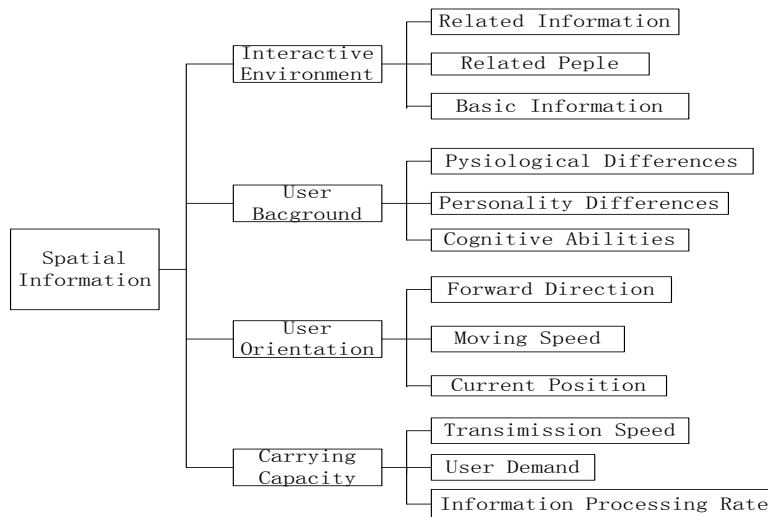 Spatial
Information
Interactive
Environment
Related Information
Related Peple
Basic Information
User
Bacground
Pysiological Differences
Personality Differences
Cognitive Abilities
User
Orientation
Forward Direction
Moving Speed
Current Position
Carrying
Capacity
Transimission Speed
User Demand
Information Processing Rate